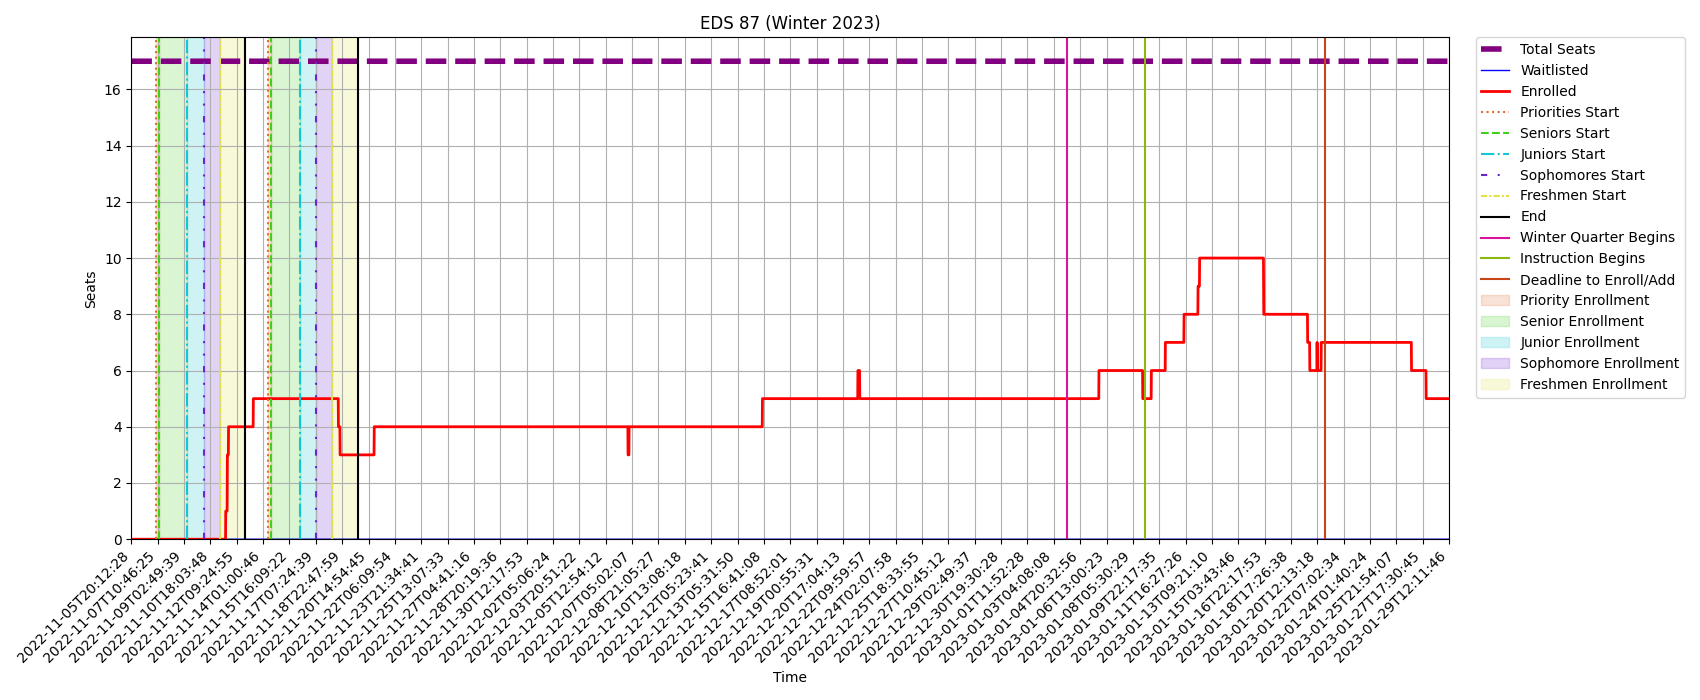 EDS 87 (Winter 2023)
Seats
16
14
12
10
8
6
4
2
0
2022-11-05T20:12:28
2022-11-07T10:46:25
2022-11-09T02:49:39
2022-11-10T18:03:48
2022-11-12T09:24:55
2022-11-14T01:00:46
2022-11-15T16:09:22
2022-11-17T07:24:39
2022-11-18T22:47:59
2022-11-20T14:54:45
2022-11-22T06:09:54
2022-11-23T21:34:41
2022-11-25T13:07:33
2022-11-27T04:41:16
2022-11-28T20:19:36
2022-11-30T12:17:53
2022-12-02T05:06:24
2022-12-03T20:51:22
2022-12-05T12:54:12
2022-12-07T05:02:07
2022-12-08T21:05:27
2022-12-10T13:08:18
2022-12-12T05:23:41
2022-12-13T05:31:50
2022-12-15T16:41:08
2022-12-17T08:52:01
2022-12-19T00:55:31
2022-12-20T17:04:13
2022-12-22T09:59:57
2022-12-24T02:07:58
2022-12-25T18:33:55
2022-12-27T10:45:12
2022-12-29T02:49:37
2022-12-30T19:30:28
2023-01-01T11:52:28
2023-01-03T04:08:08
2023-01-04T20:32:56
2023-01-06T13:00:23
2023-01-08T05:30:29
2023-01-09T22:17:35
2023-01-11T16:27:26
2023-01-13T09:21:10
2023-01-15T03:43:46
2023-01-16T22:17:53
2023-01-18T17:26:38
2023-01-20T12:13:18
2023-01-22T07:02:34
2023-01-24T01:40:24
2023-01-25T21:54:07
2023-01-27T17:30:45
2023-01-29T12:11:46
Time
Total Seats
Waitlisted
Enrolled
Priorities Start
Seniors Start
Juniors Start
Sophomores Start
Freshmen Start
End
Winter Quarter Begins
Instruction Begins
Deadline to Enroll/Add
Priority Enrollment
Senior Enrollment
Junior Enrollment
Sophomore Enrollment
Freshmen Enrollment